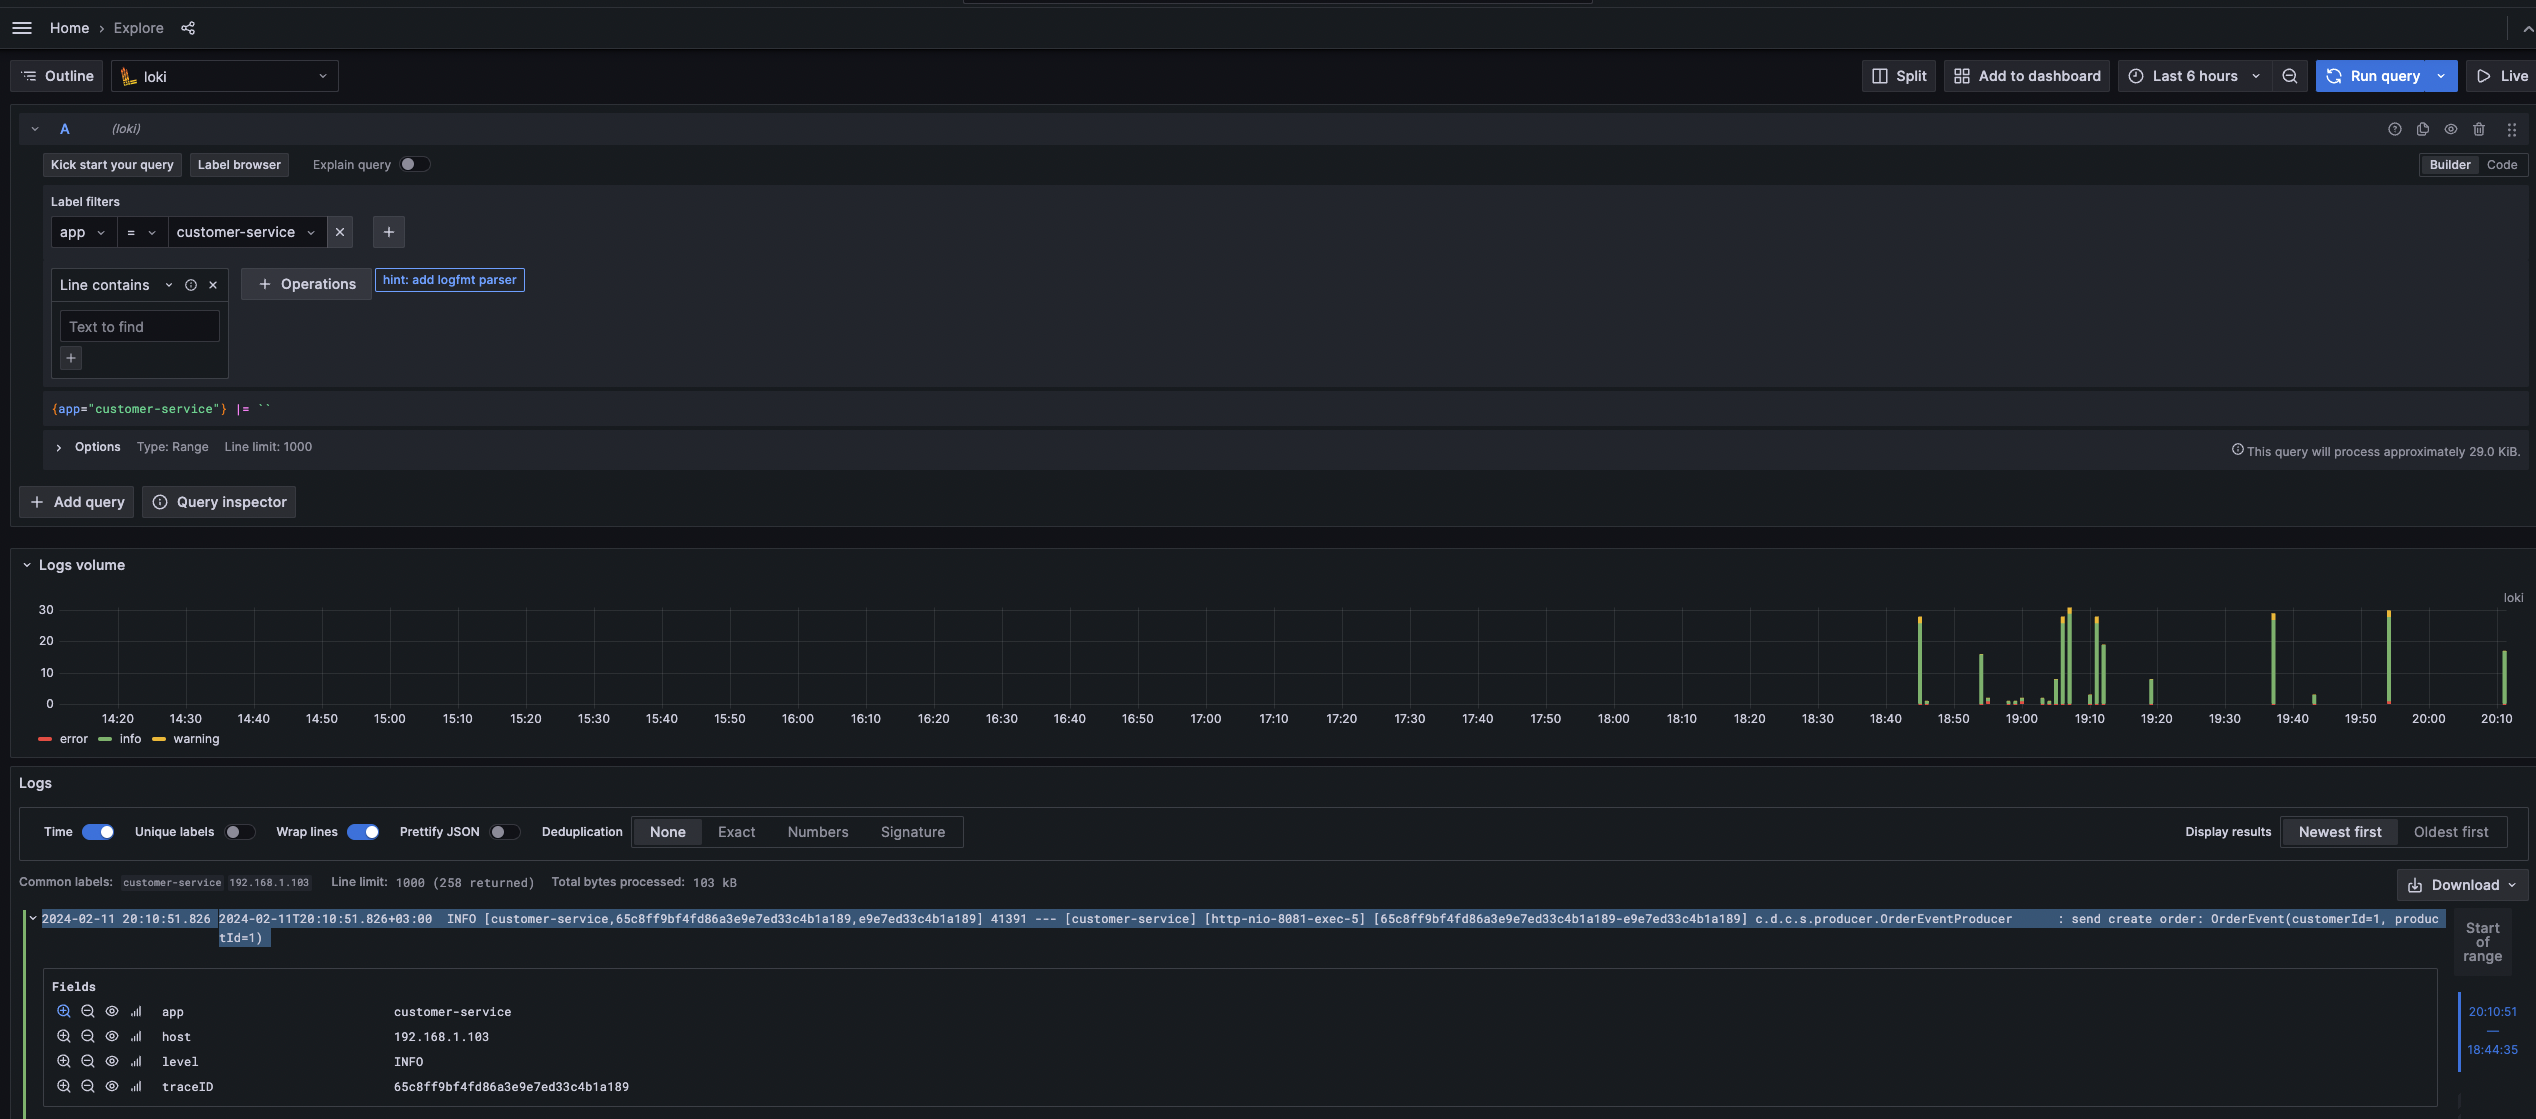 Home › Explore
Outline loki Split Add to dashboard Last 6 hours Run query Live
A (loki)
Kick start your query Label browser Explain query Builder Code
Label filters
app = customer-service
Line contains Operations hint: add logfmt parser
Text to find
{app="customer-service"} |= ``
Options Type: Range Line limit: 1000 This query will process approximately 29.0 KiB.
Add query Query inspector
Logs volume
loki
30
20
10
0
14:20 14:30 14:40 14:50 15:00 15:10 15:20 15:30 15:40 15:50 16:00 16:10 16:20 16:30 16:40 16:50 17:00 17:10 17:20 17:30 17:40 17:50 18:00 18:10 18:20 18:30 18:40 18:50 19:00 19:10 19:20 19:30 19:40 19:50 20:00 20:10
error info warning
Logs
Time Unique labels Wrap lines Prettify JSON Deduplication None Exact Numbers Signature Display results Newest first Oldest first
Common labels: customer-service 192.168.1.103 Line limit: 1000 (258 returned) Total bytes processed: 103 kB Download
2024-02-11 20:10:51.826 2024-02-11T20:10:51.826+03:00 INFO [customer-service,65c8ff9bf4fd86a3e9e7ed33c4b1a189,e9e7ed33c4b1a189] 41391 --- [customer-service] [http-nio-8081-exec-5] [65c8ff9bf4fd86a3e9e7ed33c4b1a189-e9e7ed33c4b1a189] c.d.c.s.producer.OrderEventProducer : send create order: OrderEvent(customerId=1, produc
tId=1)
Start
of
range
Fields
app customer-service
host 192.168.1.103
level INFO
traceID 65c8ff9bf4fd86a3e9e7ed33c4b1a189
20:10:51
—
18:44:35